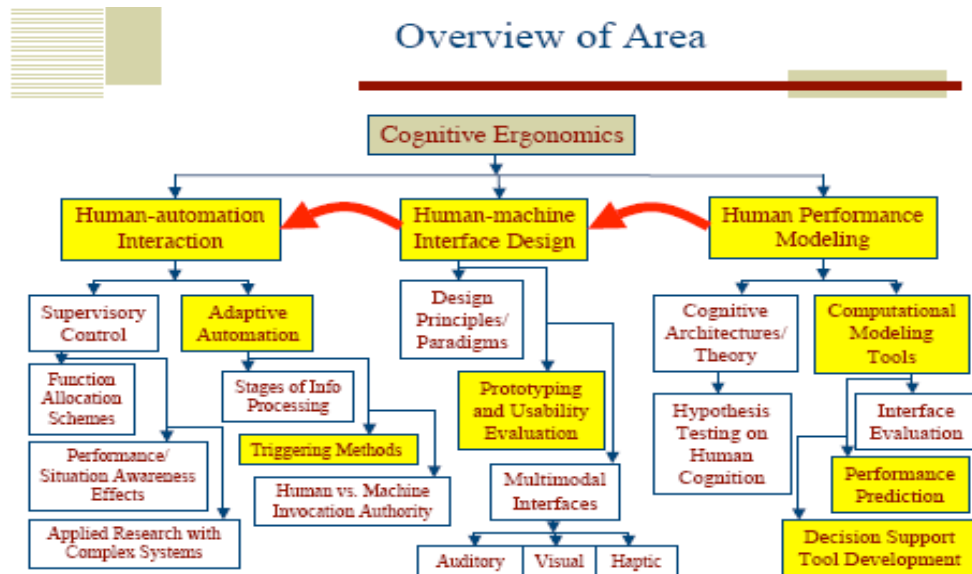 Overview of Area
Cognitive Ergonomics
Human-automation
Interaction
Human-machine
Interface Design
Human Performance
Modeling
Supervisory
Control
Adaptive
Automation
Design
Principles/
Paradigms
Cognitive
Architectures/
Theory
Computational
Modeling
Tools
Function
Allocation
Schemes
Stages of Info
Processing
Prototyping
and Usability
Evaluation
Hypothesis
Testing on
Human
Cognition
Interface
Evaluation
Performance/
Situation Awareness
Effects
Triggering Methods
Human vs. Machine
Invocation Authority
Multimodal
Interfaces
Performance
Prediction
Applied Research with
Complex Systems
Auditory
Visual
Haptic
Decision Support
Tool Development